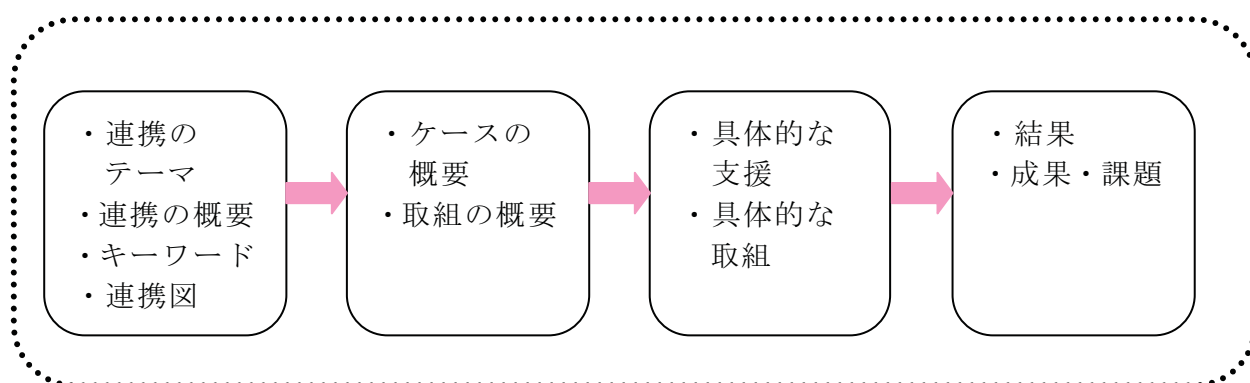 ・連携の
テーマ
・連携の概要
・キーワード
・連携図
・ケースの
概要
・取組の概要
・具体的な
支援
・具体的な
取組
・結果
・成果・課題